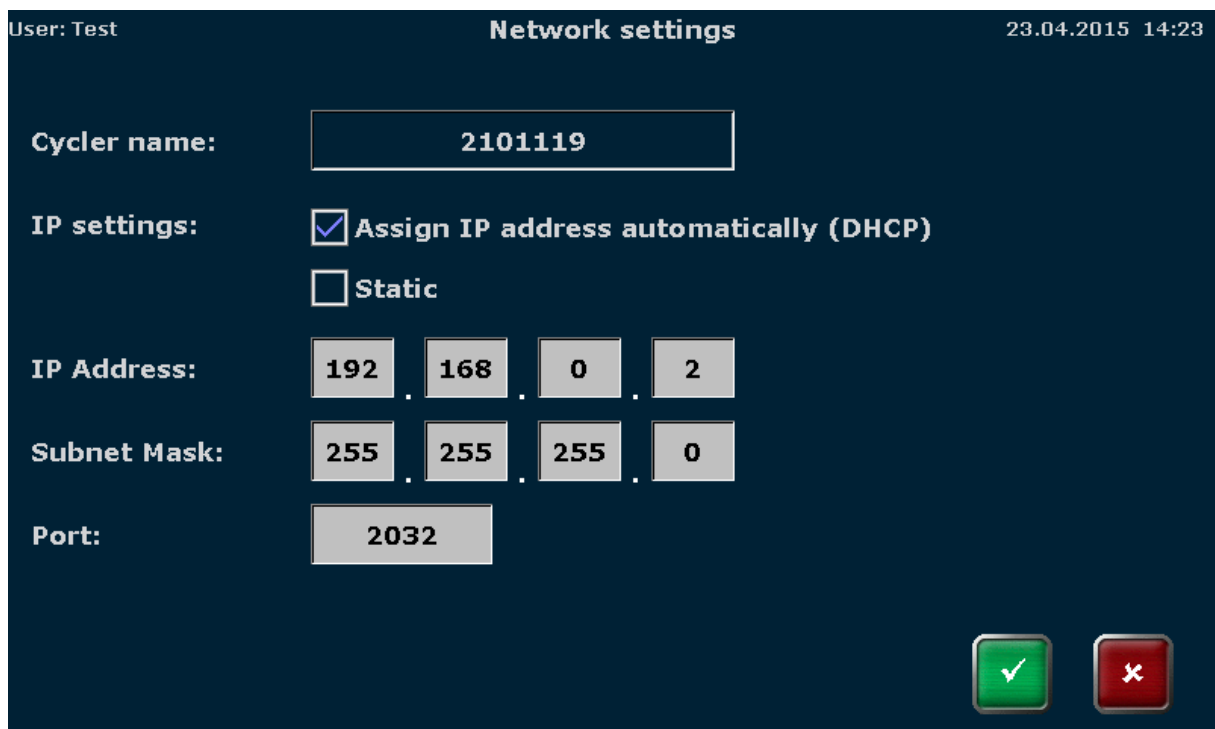 User: Test Network settings 23.04.2015 14:23
Cycler name: 2101119
IP settings: Assign IP address automatically (DHCP)
Static
IP Address: 192 . 168 . 0 . 2
Subnet Mask: 255 . 255 . 255 . 0
Port: 2032